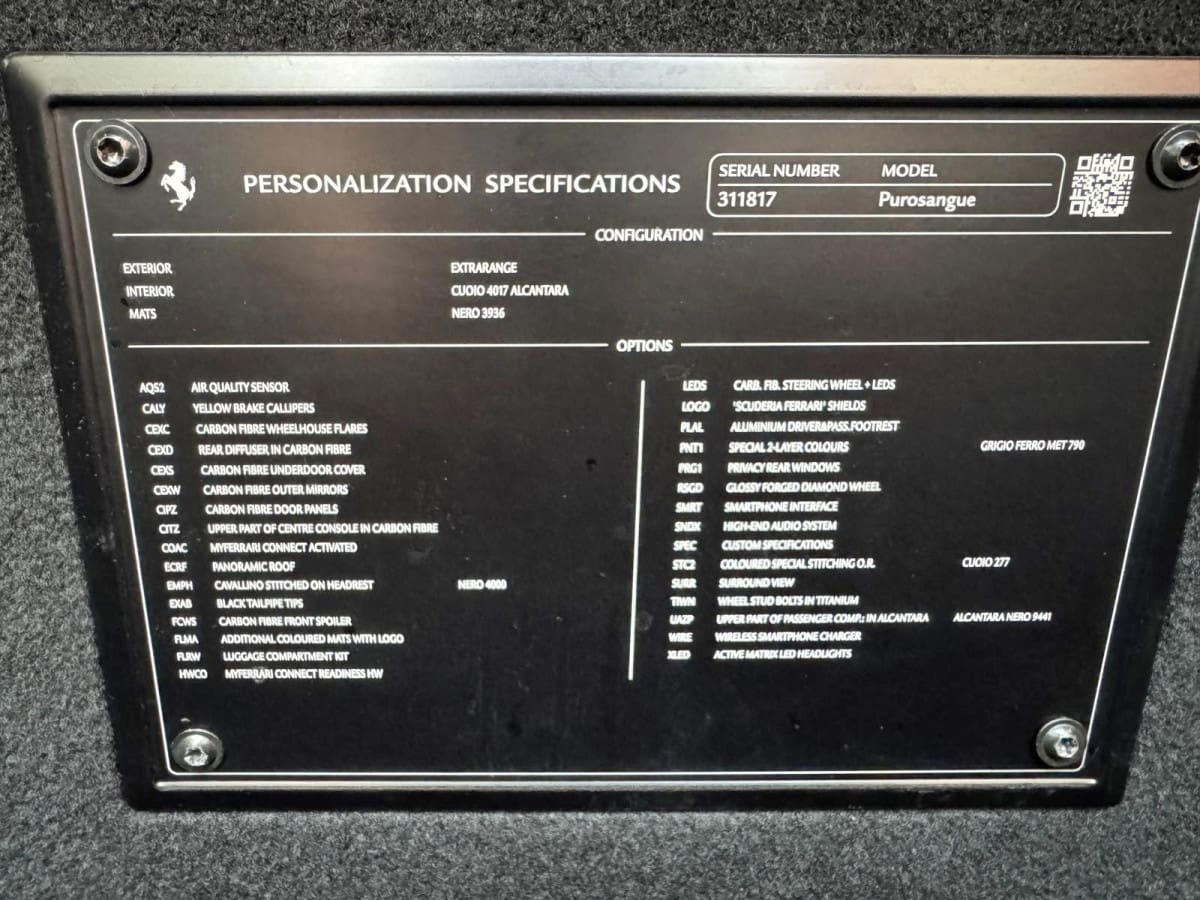 PERSONALIZATION SPECIFICATIONS
SERIAL NUMBER MODEL
311817 Purosangue
CONFIGURATION
EXTERIOR EXTRARANGE
INTERIOR CUOIO 4017 ALCANTARA
MATS NERO 3936
OPTIONS
AQS2 AIR QUALITY SENSOR
CALY YELLOW BRAKE CALLIPERS
CEXC CARBON FIBRE WHEELHOUSE FLARES
CEXD REAR DIFFUSER IN CARBON FIBRE
CEXS CARBON FIBRE UNDERDOOR COVER
CEXW CARBON FIBRE OUTER MIRRORS
CIPZ CARBON FIBRE DOOR PANELS
CITZ UPPER PART OF CENTRE CONSOLE IN CARBON FIBRE
COAC MYFERRARI CONNECT ACTIVATED
ECRF PANORAMIC ROOF
EMPH CAVALLINO STITCHED ON HEADREST NERO 4000
EXAB BLACK TAILPIPE TIPS
FCWS CARBON FIBRE FRONT SPOILER
FLMA ADDITIONAL COLOURED MATS WITH LOGO
FLRW LUGGAGE COMPARTMENT KIT
HWCO MYFERRARI CONNECT READINESS HW
LEDS CARB. FIB. STEERING WHEEL + LEDS
LOGO 'SCUDERIA FERRARI' SHIELDS
PLAL ALUMINIUM DRIVER&PASS.FOOTREST
PNT1 SPECIAL 2-LAYER COLOURS GRIGIO FERRO MET 790
PRG1 PRIVACY REAR WINDOWS
RSGD GLOSSY FORGED DIAMOND WHEEL
SMRT SMARTPHONE INTERFACE
SNDX HIGH-END AUDIO SYSTEM
SPEC CUSTOM SPECIFICATIONS
STC2 COLOURED SPECIAL STITCHING O.R. CUOIO 277
SURR SURROUND VIEW
TIWN WHEEL STUD BOLTS IN TITANIUM
UAZP UPPER PART OF PASSENGER COMP.: IN ALCANTARA ALCANTARA NERO 9441
WIRE WIRELESS SMARTPHONE CHARGER
XLED ACTIVE MATRIX LED HEADLIGHTS